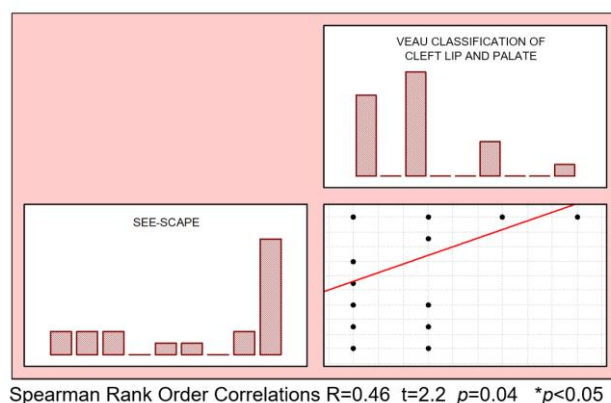 VEAU CLASSIFICATION OF
CLEFT LIP AND PALATE
SEE-SCAPE
Spearman Rank Order Correlations R=0.46 t=2.2 p=0.04 *p<0.05